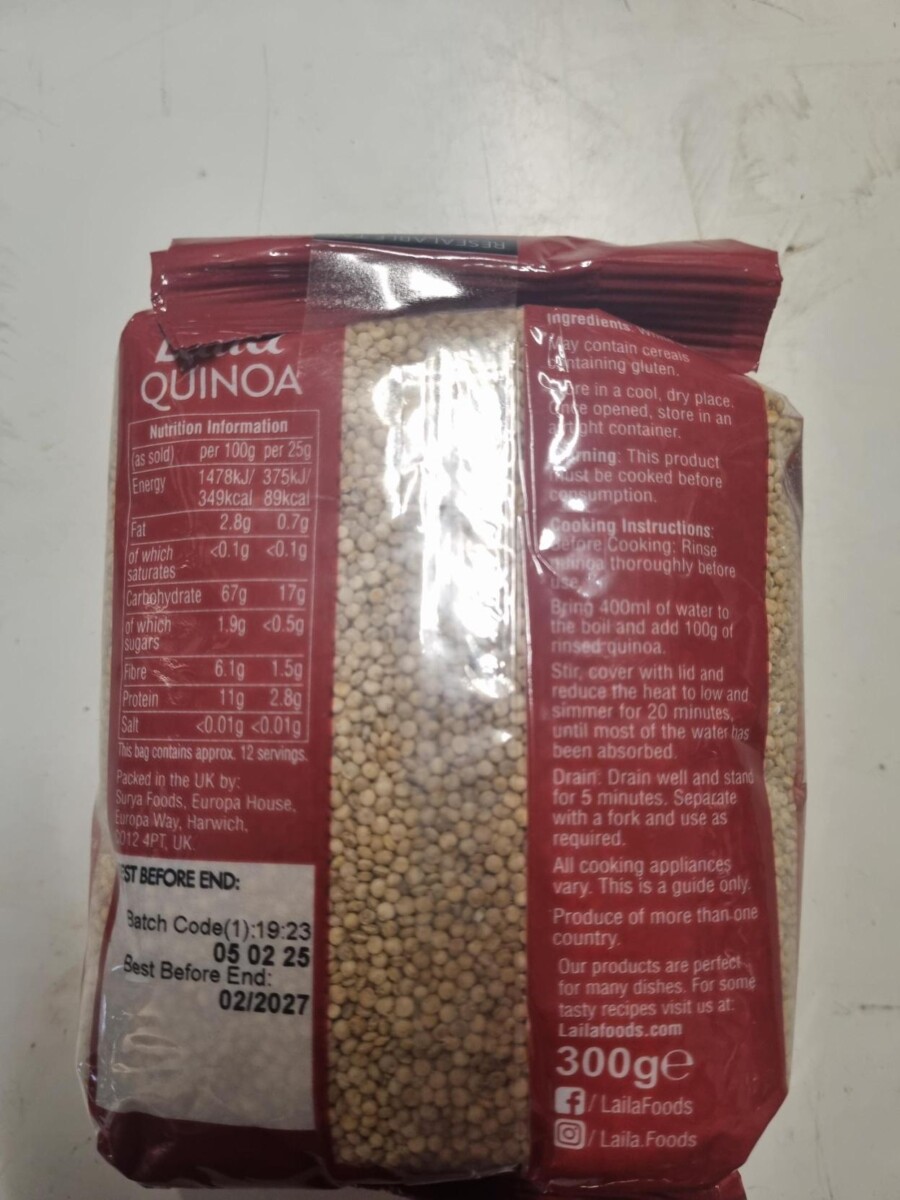 RESEALABLE
QUINOA
Nutrition Information
(as sold) per 100g per 25g
Energy 1478kJ/ 375kJ/
349kcal 89kcal
Fat 2.8g 0.7g
of which <0.1g <0.1g
saturates
Carbohydrate 67g 17g
of which 1.9g <0.5g
sugars
Fibre 6.1g 1.5g
Protein 11g 2.8g
Salt <0.01g <0.01g
This bag contains approx. 12 servings.
Packed in the UK by:
Surya Foods, Europa House,
Europa Way, Harwich,
CO12 4PT, UK.
EST BEFORE END:
Batch Code(1):19:23
05 02 25
Best Before End:
02/2027
Ingredients
May contain cereals
containing gluten.
Store in a cool, dry place.
Once opened, store in an
airtight container.
Warning: This product
must be cooked before
consumption.
Cooking Instructions:
Before Cooking: Rinse
quinoa thoroughly before
use.
Bring 400ml of water to
the boil and add 100g of
rinsed quinoa.
Stir, cover with lid and
reduce the heat to low and
simmer for 20 minutes,
until most of the water has
been absorbed.
Drain: Drain well and stand
for 5 minutes. Separate
with a fork and use as
required.
All cooking appliances
vary. This is a guide only.
Produce of more than one
country.
Our products are perfect
for many dishes. For some
tasty recipes visit us at:
Lailafoods.com
300g℮
/ LailaFoods
/ Laila.Foods